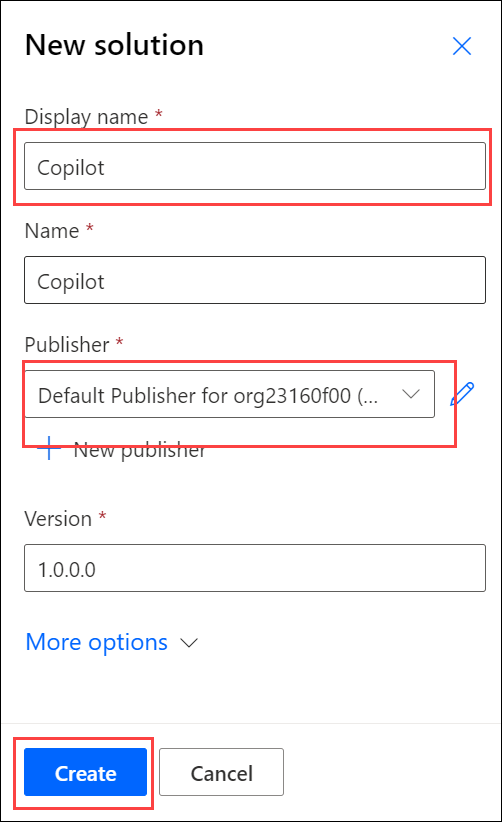 New solution
Display name *
Copilot
Name *
Copilot
Publisher *
Default Publisher for org23160f00 (...
New publisher
Version *
1.0.0.0
More options
Create
Cancel